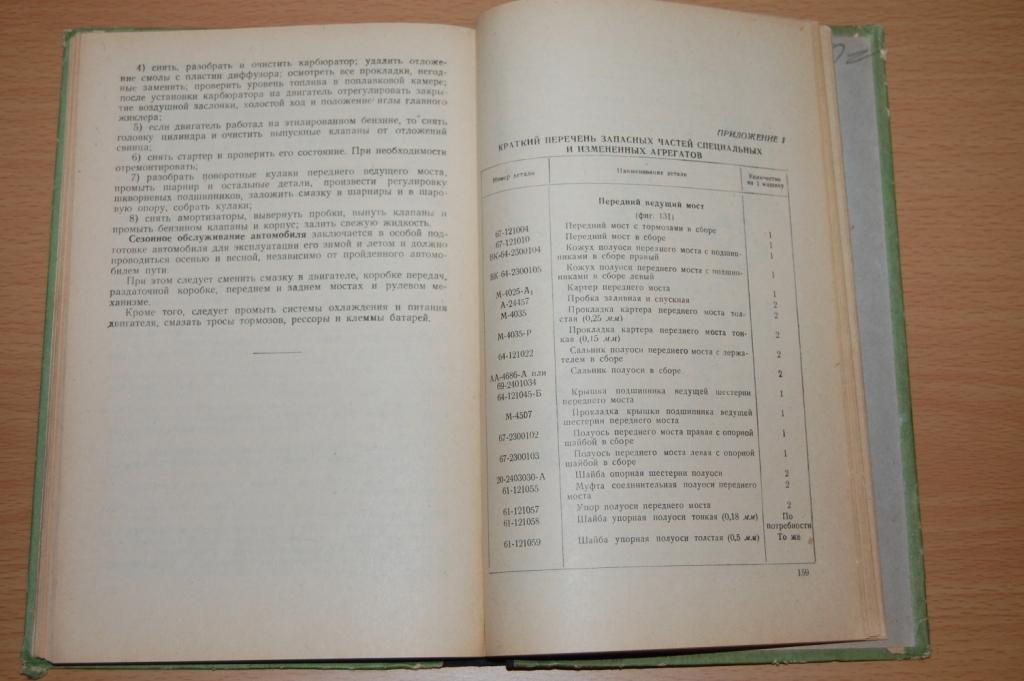 4) снять, разобрать и очистить карбюратор; удалить отложе-
ние смолы с пластин диффузора; осмотреть все прокладки, негод-
ные заменить; проверить уровень топлива в поплавковой камере;
после установки карбюратора на двигатель отрегулировать закры-
тие воздушной заслонки, холостой ход и положение иглы главного
жиклера;
5) если двигатель работал на этилированном бензине, то снять
головку цилиндра и очистить выпускные клапаны от отложений
свинца;
6) снять стартер и проверить его состояние. При необходимости
отремонтировать;
7) разобрать поворотные кулаки переднего ведущего моста,
промыть шарнир и остальные детали, произвести регулировку
шкворневых подшипников, заложить смазку в шарниры и в шаро-
вую опору, собрать кулаки;
8) снять амортизаторы, вывернуть пробки, вынуть клапаны и
промыть бензином клапаны и корпус; залить свежую жидкость.
Сезонное обслуживание автомобиля заключается в особой под-
готовке автомобиля для эксплуатации его зимой и летом и должно
проводиться осенью и весной, независимо от пройденного автомо-
билем пути.
При этом следует сменить смазку в двигателе, коробке передач,
раздаточной коробке, переднем и заднем мостах и рулевом ме-
ханизме.
Кроме того, следует промыть системы охлаждения и питания
двигателя, смазать тросы тормозов, рессоры и клеммы батарей.
ПРИЛОЖЕНИЕ 1
КРАТКИЙ ПЕРЕЧЕНЬ ЗАПАСНЫХ ЧАСТЕЙ СПЕЦИАЛЬНЫХ
И ИЗМЕНЕННЫХ АГРЕГАТОВ
Номер детали Наименование детали Количество
на 1 машину
Передний ведущий мост
(фиг. 131)
67-121004 Передний мост с тормозами в сборе 1
67-121010 Передний мост в сборе 1
ВК-64-2300104 Кожух полуоси переднего моста с подшип-
никами в сборе правый 1
ВК-64-2300105 Кожух полуоси переднего моста с подшип-
никами в сборе левый 1
М-4025-А₁ Картер переднего моста 1
А-24457 Пробка заливная и спускная 2
М-4035 Прокладка картера переднего моста тол-
стая (0,25 мм) 2
М-4035-Р Прокладка картера переднего моста тон-
кая (0,15 мм) 2
64-121022 Сальник полуоси переднего моста с держа-
телем в сборе 2
АА-4686-А или
69-2401034 Сальник полуоси в сборе 2
64-121045-Б Крышка подшипника ведущей шестерни
переднего моста 1
М-4507 Прокладка крышки подшипника ведущей
шестерни переднего моста 1
67-2300102 Полуось переднего моста правая с опорной
шайбой в сборе 1
67-2300103 Полуось переднего моста левая с опорной
шайбой в сборе 1
20-2403030-А Шайба опорная шестерни полуоси 2
61-121055 Муфта соединительная полуоси переднего
моста 2
61-121057 Упор полуоси переднего моста 2
61-121058 Шайба упорная полуоси тонкая (0,18 мм) По
потребности
61-121059 Шайба упорная полуоси толстая (0,5 мм) То же
159